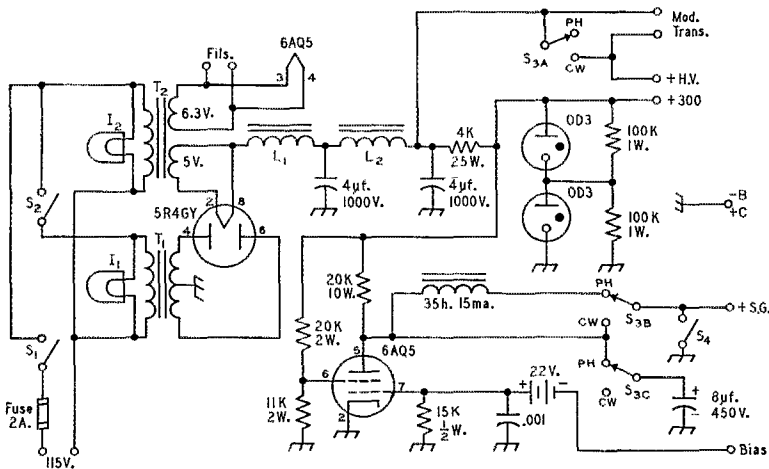 PH
Mod.
Trans.
S3A
CW
+H.V.
+300
Fils.
6AQ5
3
4
T2
6.3V.
I2
5V.
L1
L2
4K
25W.
OD3
100K
1W.
4µf.
1000V.
4µf.
1000V.
OD3
100K
1W.
-B
+C
S2
5R4GY
2
8
4
6
T1
I1
20K
10W.
35h. 15ma.
PH
S3B
+S.G.
CW
S4
20K
2W.
6AQ5
5
6
7
2
22V.
+
-
PH
S3C
CW
+
-
8µf.
450V.
S1
Fuse
2A.
115V.
11K
2W.
15K
½W.
.001
Bias